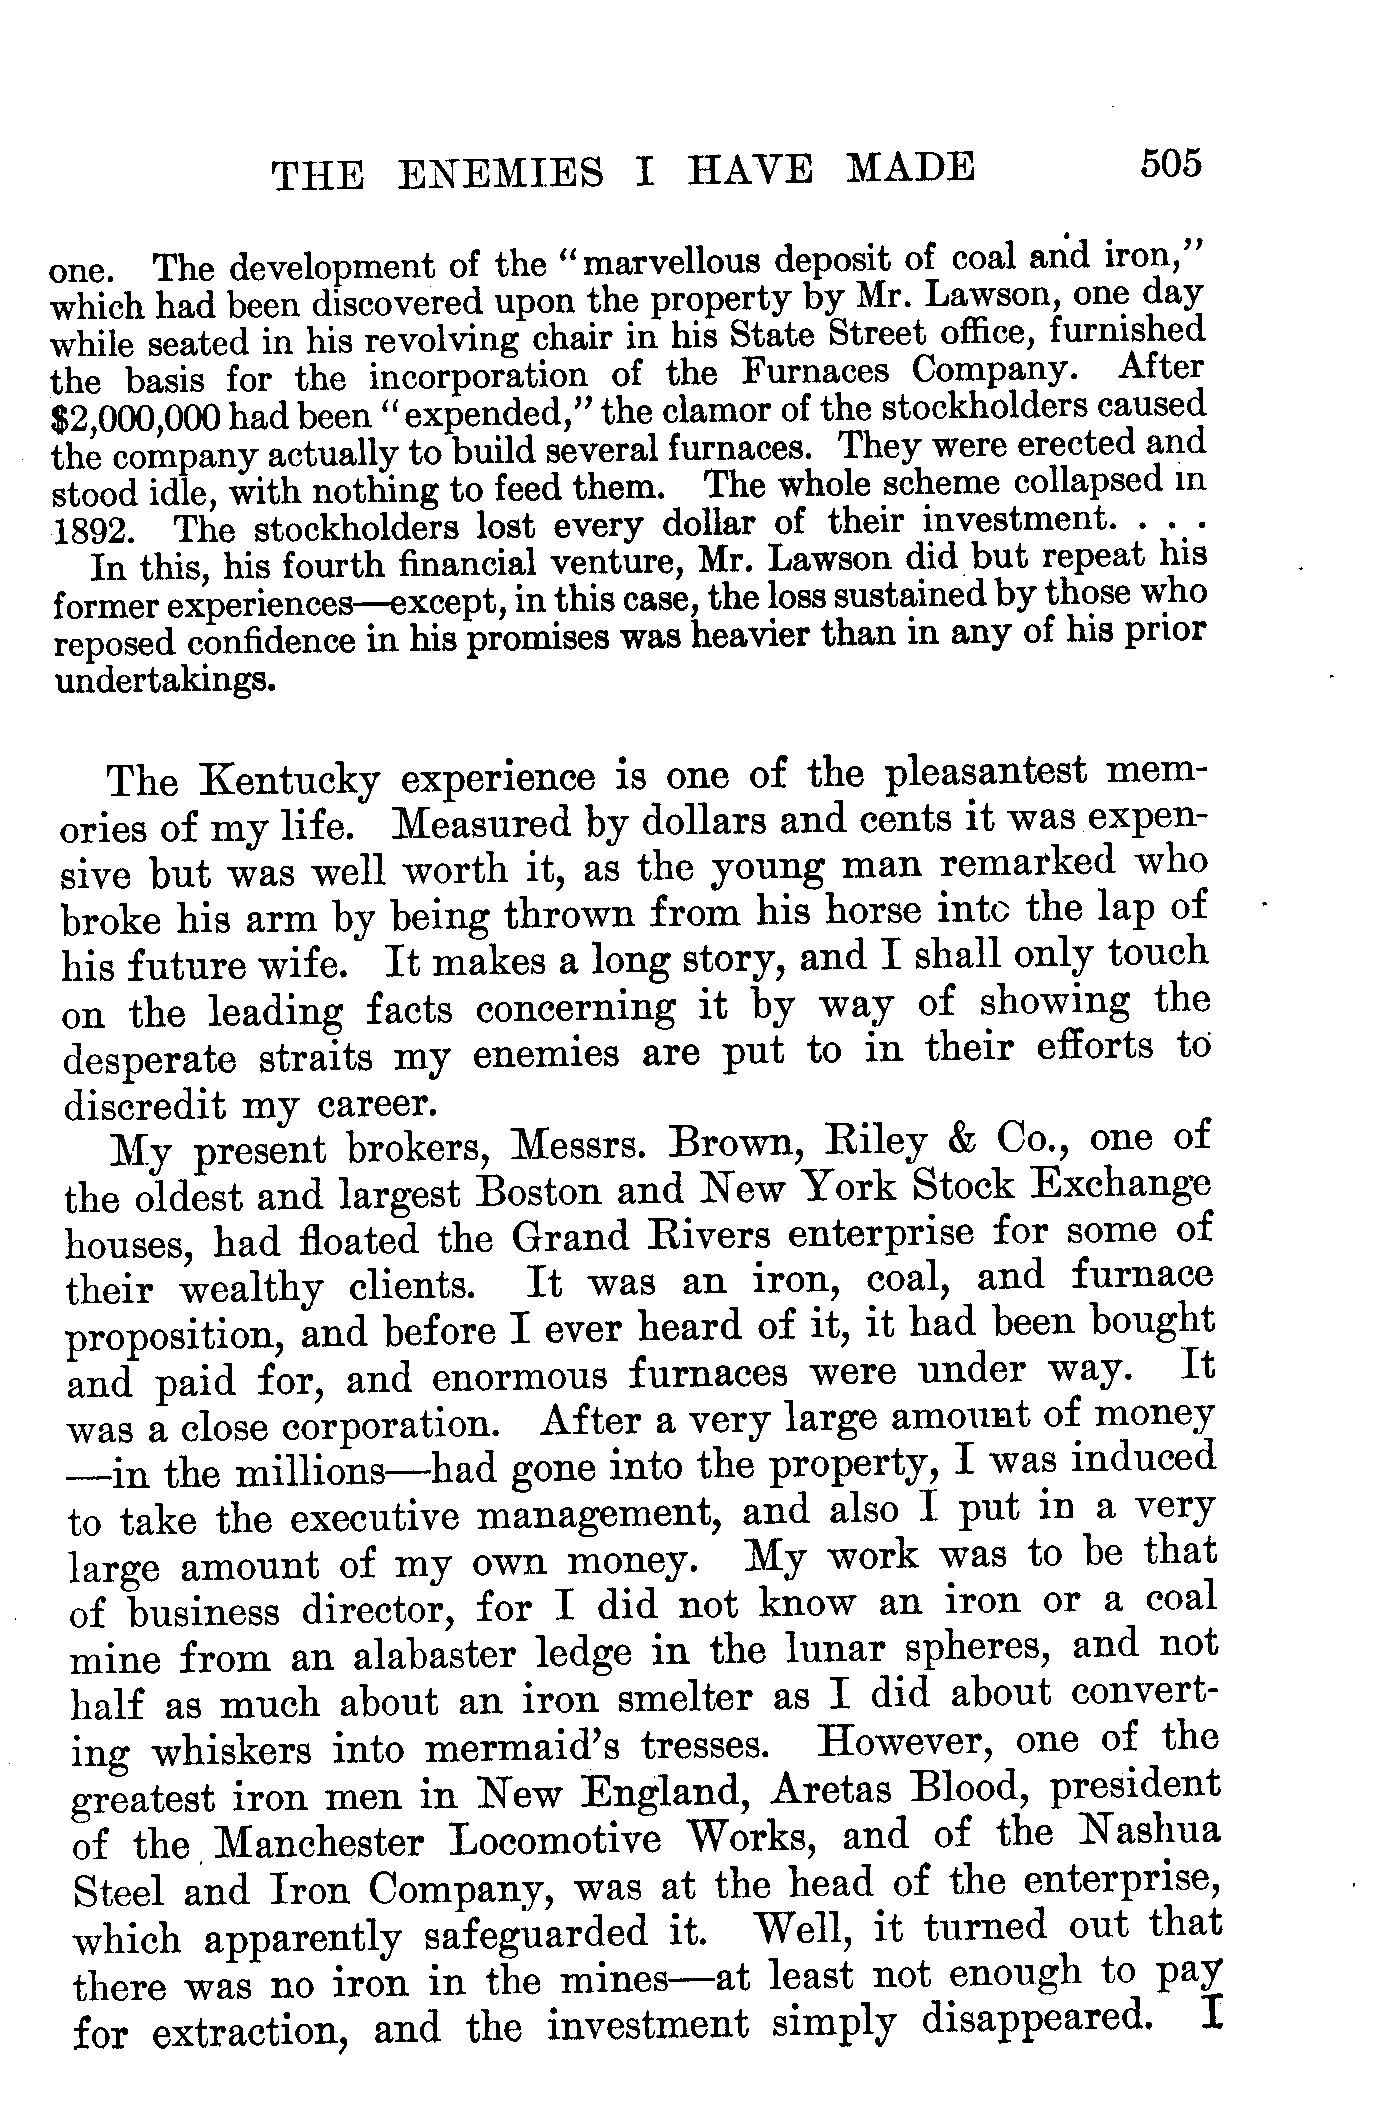 THE ENEMIES I HAVE MADE 505
one. The development of the “marvellous deposit of coal and iron,”
which had been discovered upon the property by Mr. Lawson, one day
while seated in his revolving chair in his State Street office, furnished
the basis for the incorporation of the Furnaces Company. After
$2,000,000 had been “expended,” the clamor of the stockholders caused
the company actually to build several furnaces. They were erected and
stood idle, with nothing to feed them. The whole scheme collapsed in
1892. The stockholders lost every dollar of their investment. . . .
In this, his fourth financial venture, Mr. Lawson did but repeat his
former experiences—except, in this case, the loss sustained by those who
reposed confidence in his promises was heavier than in any of his prior
undertakings.
The Kentucky experience is one of the pleasantest mem-
ories of my life. Measured by dollars and cents it was expen-
sive but was well worth it, as the young man remarked who
broke his arm by being thrown from his horse into the lap of
his future wife. It makes a long story, and I shall only touch
on the leading facts concerning it by way of showing the
desperate straits my enemies are put to in their efforts to
discredit my career.
My present brokers, Messrs. Brown, Riley & Co., one of
the oldest and largest Boston and New York Stock Exchange
houses, had floated the Grand Rivers enterprise for some of
their wealthy clients. It was an iron, coal, and furnace
proposition, and before I ever heard of it, it had been bought
and paid for, and enormous furnaces were under way. It
was a close corporation. After a very large amount of money
—in the millions—had gone into the property, I was induced
to take the executive management, and also I put in a very
large amount of my own money. My work was to be that
of business director, for I did not know an iron or a coal
mine from an alabaster ledge in the lunar spheres, and not
half as much about an iron smelter as I did about convert-
ing whiskers into mermaid’s tresses. However, one of the
greatest iron men in New England, Aretas Blood, president
of the Manchester Locomotive Works, and of the Nashua
Steel and Iron Company, was at the head of the enterprise,
which apparently safeguarded it. Well, it turned out that
there was no iron in the mines—at least not enough to pay
for extraction, and the investment simply disappeared. I